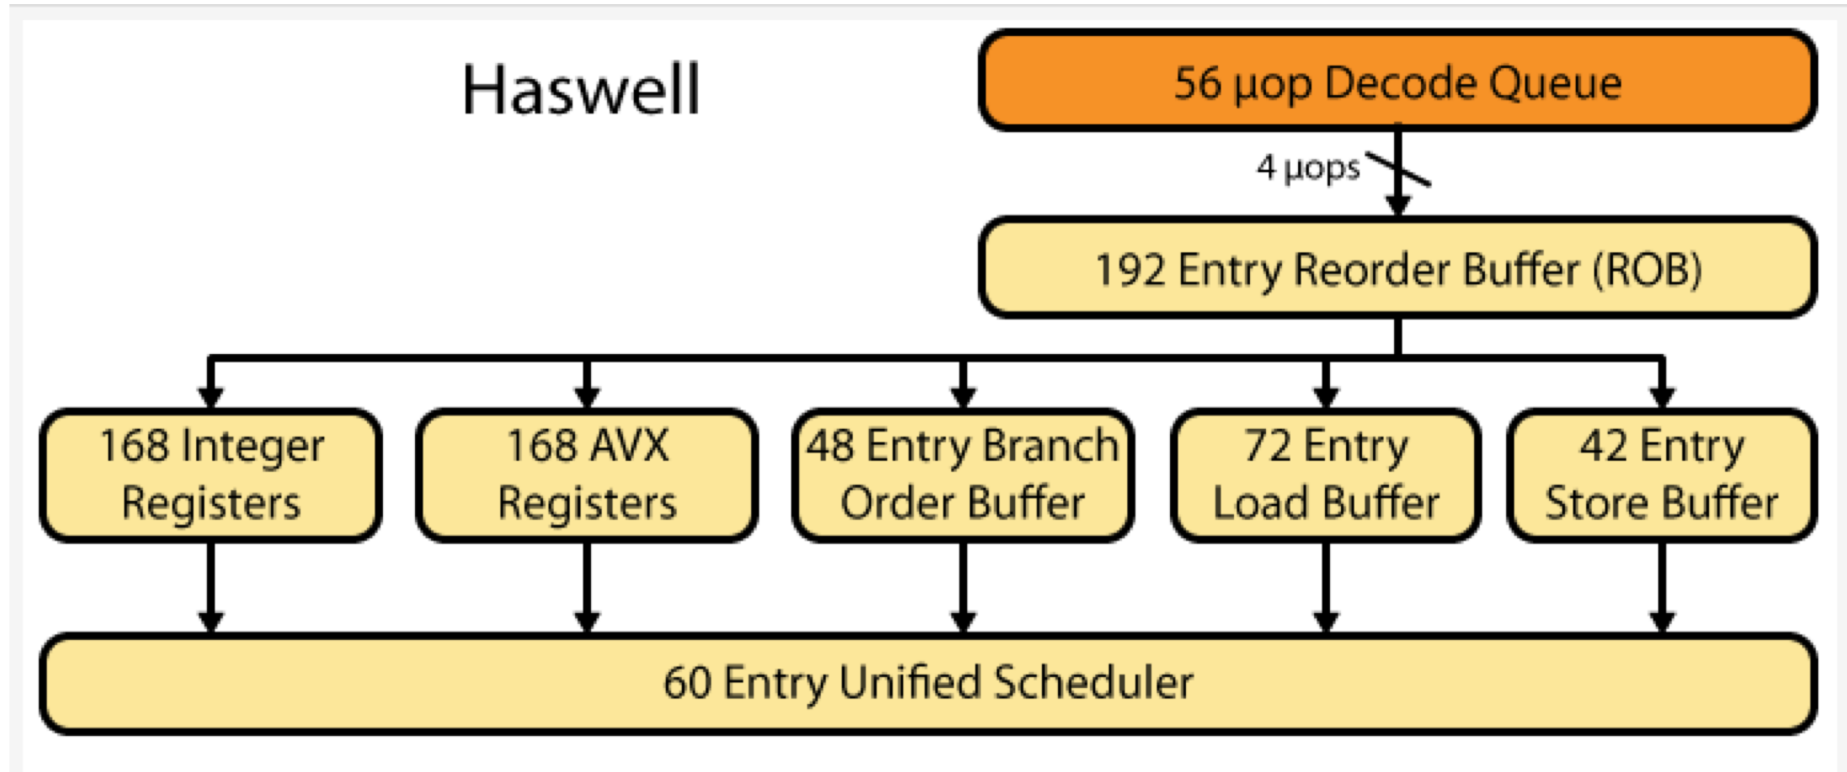 Haswell
56 μop Decode Queue
4 μops
192 Entry Reorder Buffer (ROB)
168 Integer
Registers
168 AVX
Registers
48 Entry Branch
Order Buffer
72 Entry
Load Buffer
42 Entry
Store Buffer
60 Entry Unified Scheduler